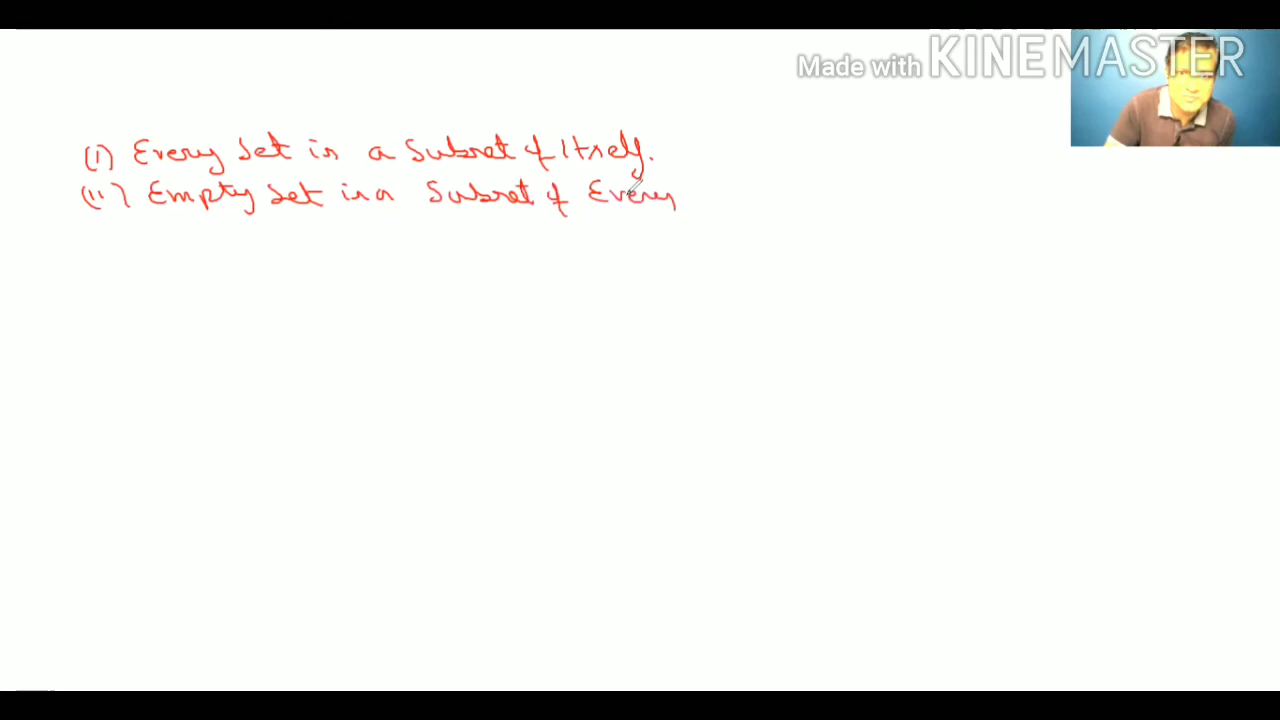 Made with KINEMASTER
(i) Every set is a subset of Itself.
(ii) Empty set is a subset of Every